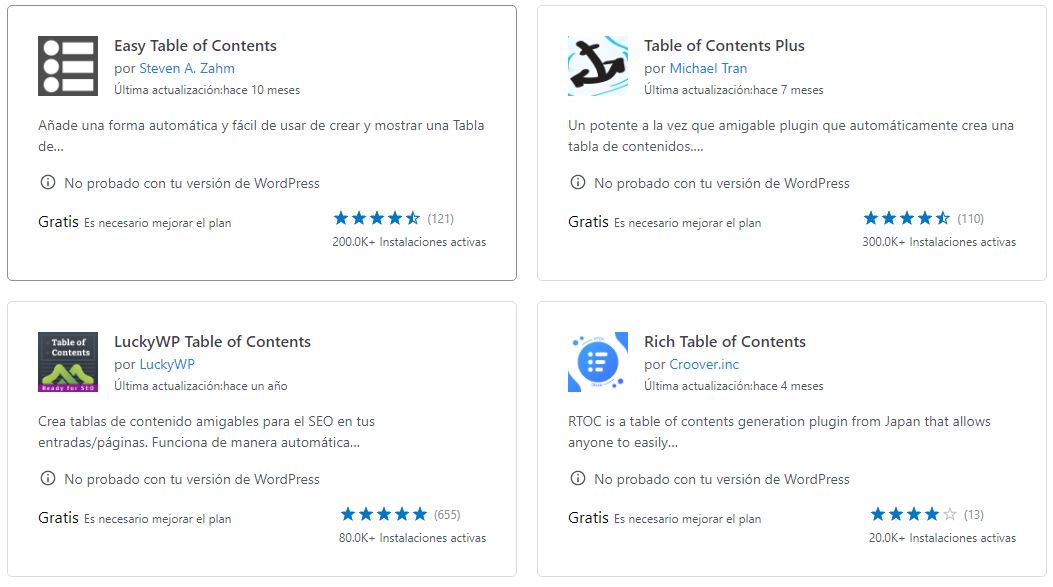 Easy Table of Contents
por Steven A. Zahm
Última actualización:hace 10 meses
Añade una forma automática y fácil de usar de crear y mostrar una Tabla
de...
No probado con tu versión de WordPress
Gratis Es necesario mejorar el plan
(121)
200.0K+ Instalaciones activas
Table of Contents Plus
por Michael Tran
Última actualización:hace 7 meses
Un potente a la vez que amigable plugin que automáticamente crea una
tabla de contenidos....
No probado con tu versión de WordPress
Gratis Es necesario mejorar el plan
(110)
300.0K+ Instalaciones activas
Table of
Contents
Ready for SEO
LuckyWP Table of Contents
por LuckyWP
Última actualización:hace un año
Crea tablas de contenido amigables para el SEO en tus
entradas/páginas. Funciona de manera automática...
No probado con tu versión de WordPress
Gratis Es necesario mejorar el plan
(655)
80.0K+ Instalaciones activas
Rich Table of Contents
por Croover.inc
Última actualización:hace 4 meses
RTOC is a table of contents generation plugin from Japan that allows
anyone to easily...
No probado con tu versión de WordPress
Gratis Es necesario mejorar el plan
(13)
20.0K+ Instalaciones activas